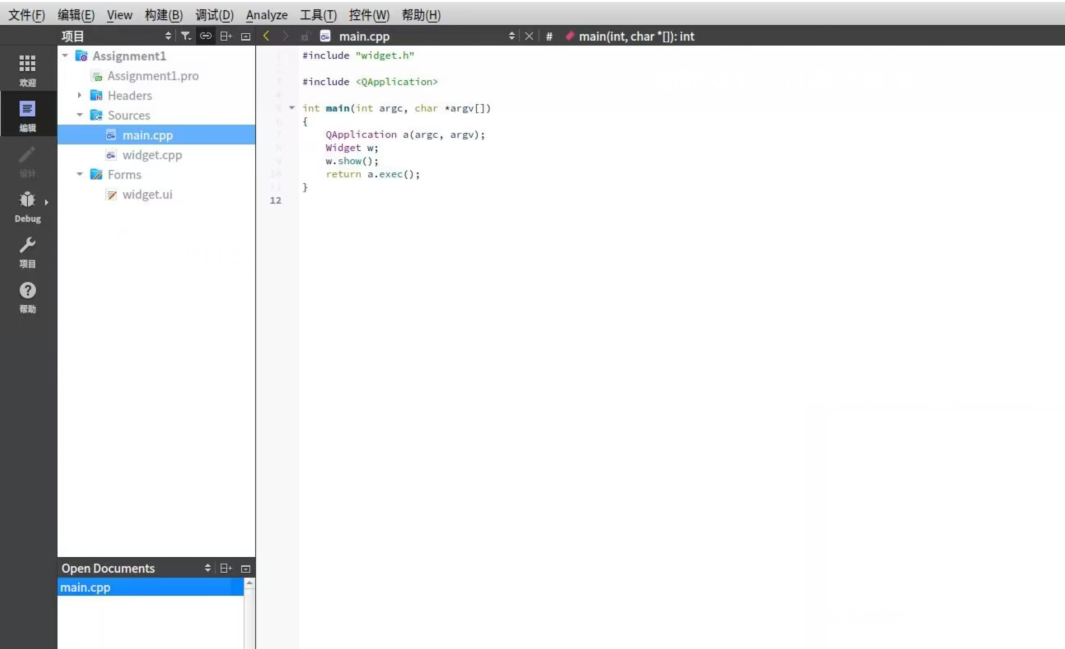 文件(F) 编辑(E) View 构建(B) 调试(D) Analyze 工具(T) 控件(W) 帮助(H)
项目
main.cpp
#
main(int, char *[]): int
欢迎
编辑
设计
Debug
项目
帮助
Assignment1
Assignment1.pro
Headers
Sources
main.cpp
widget.cpp
Forms
widget.ui
#include "widget.h"
#include <QApplication>
int main(int argc, char *argv[])
{
QApplication a(argc, argv);
Widget w;
w.show();
return a.exec();
}
12
Open Documents
main.cpp